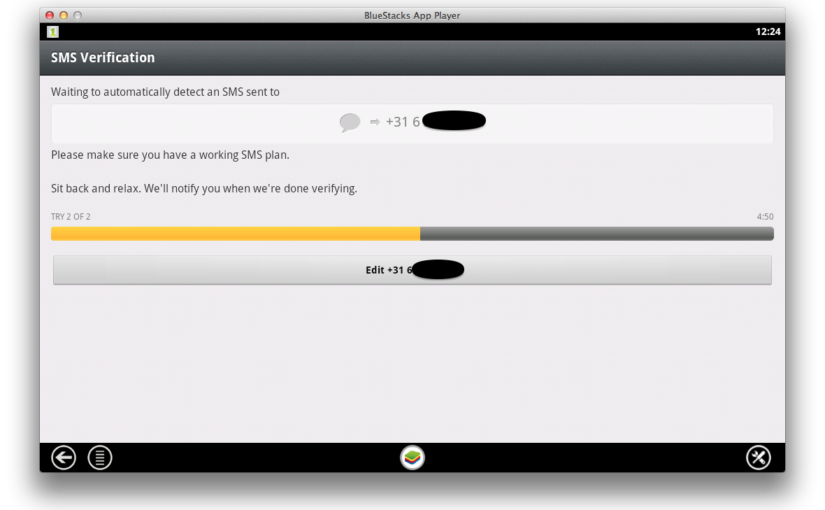 BlueStacks App Player
12:24
SMS Verification
Waiting to automatically detect an SMS sent to
⇨ +31 6
Please make sure you have a working SMS plan.
Sit back and relax. We'll notify you when we're done verifying.
TRY 2 OF 2 4:50
Edit +31 6